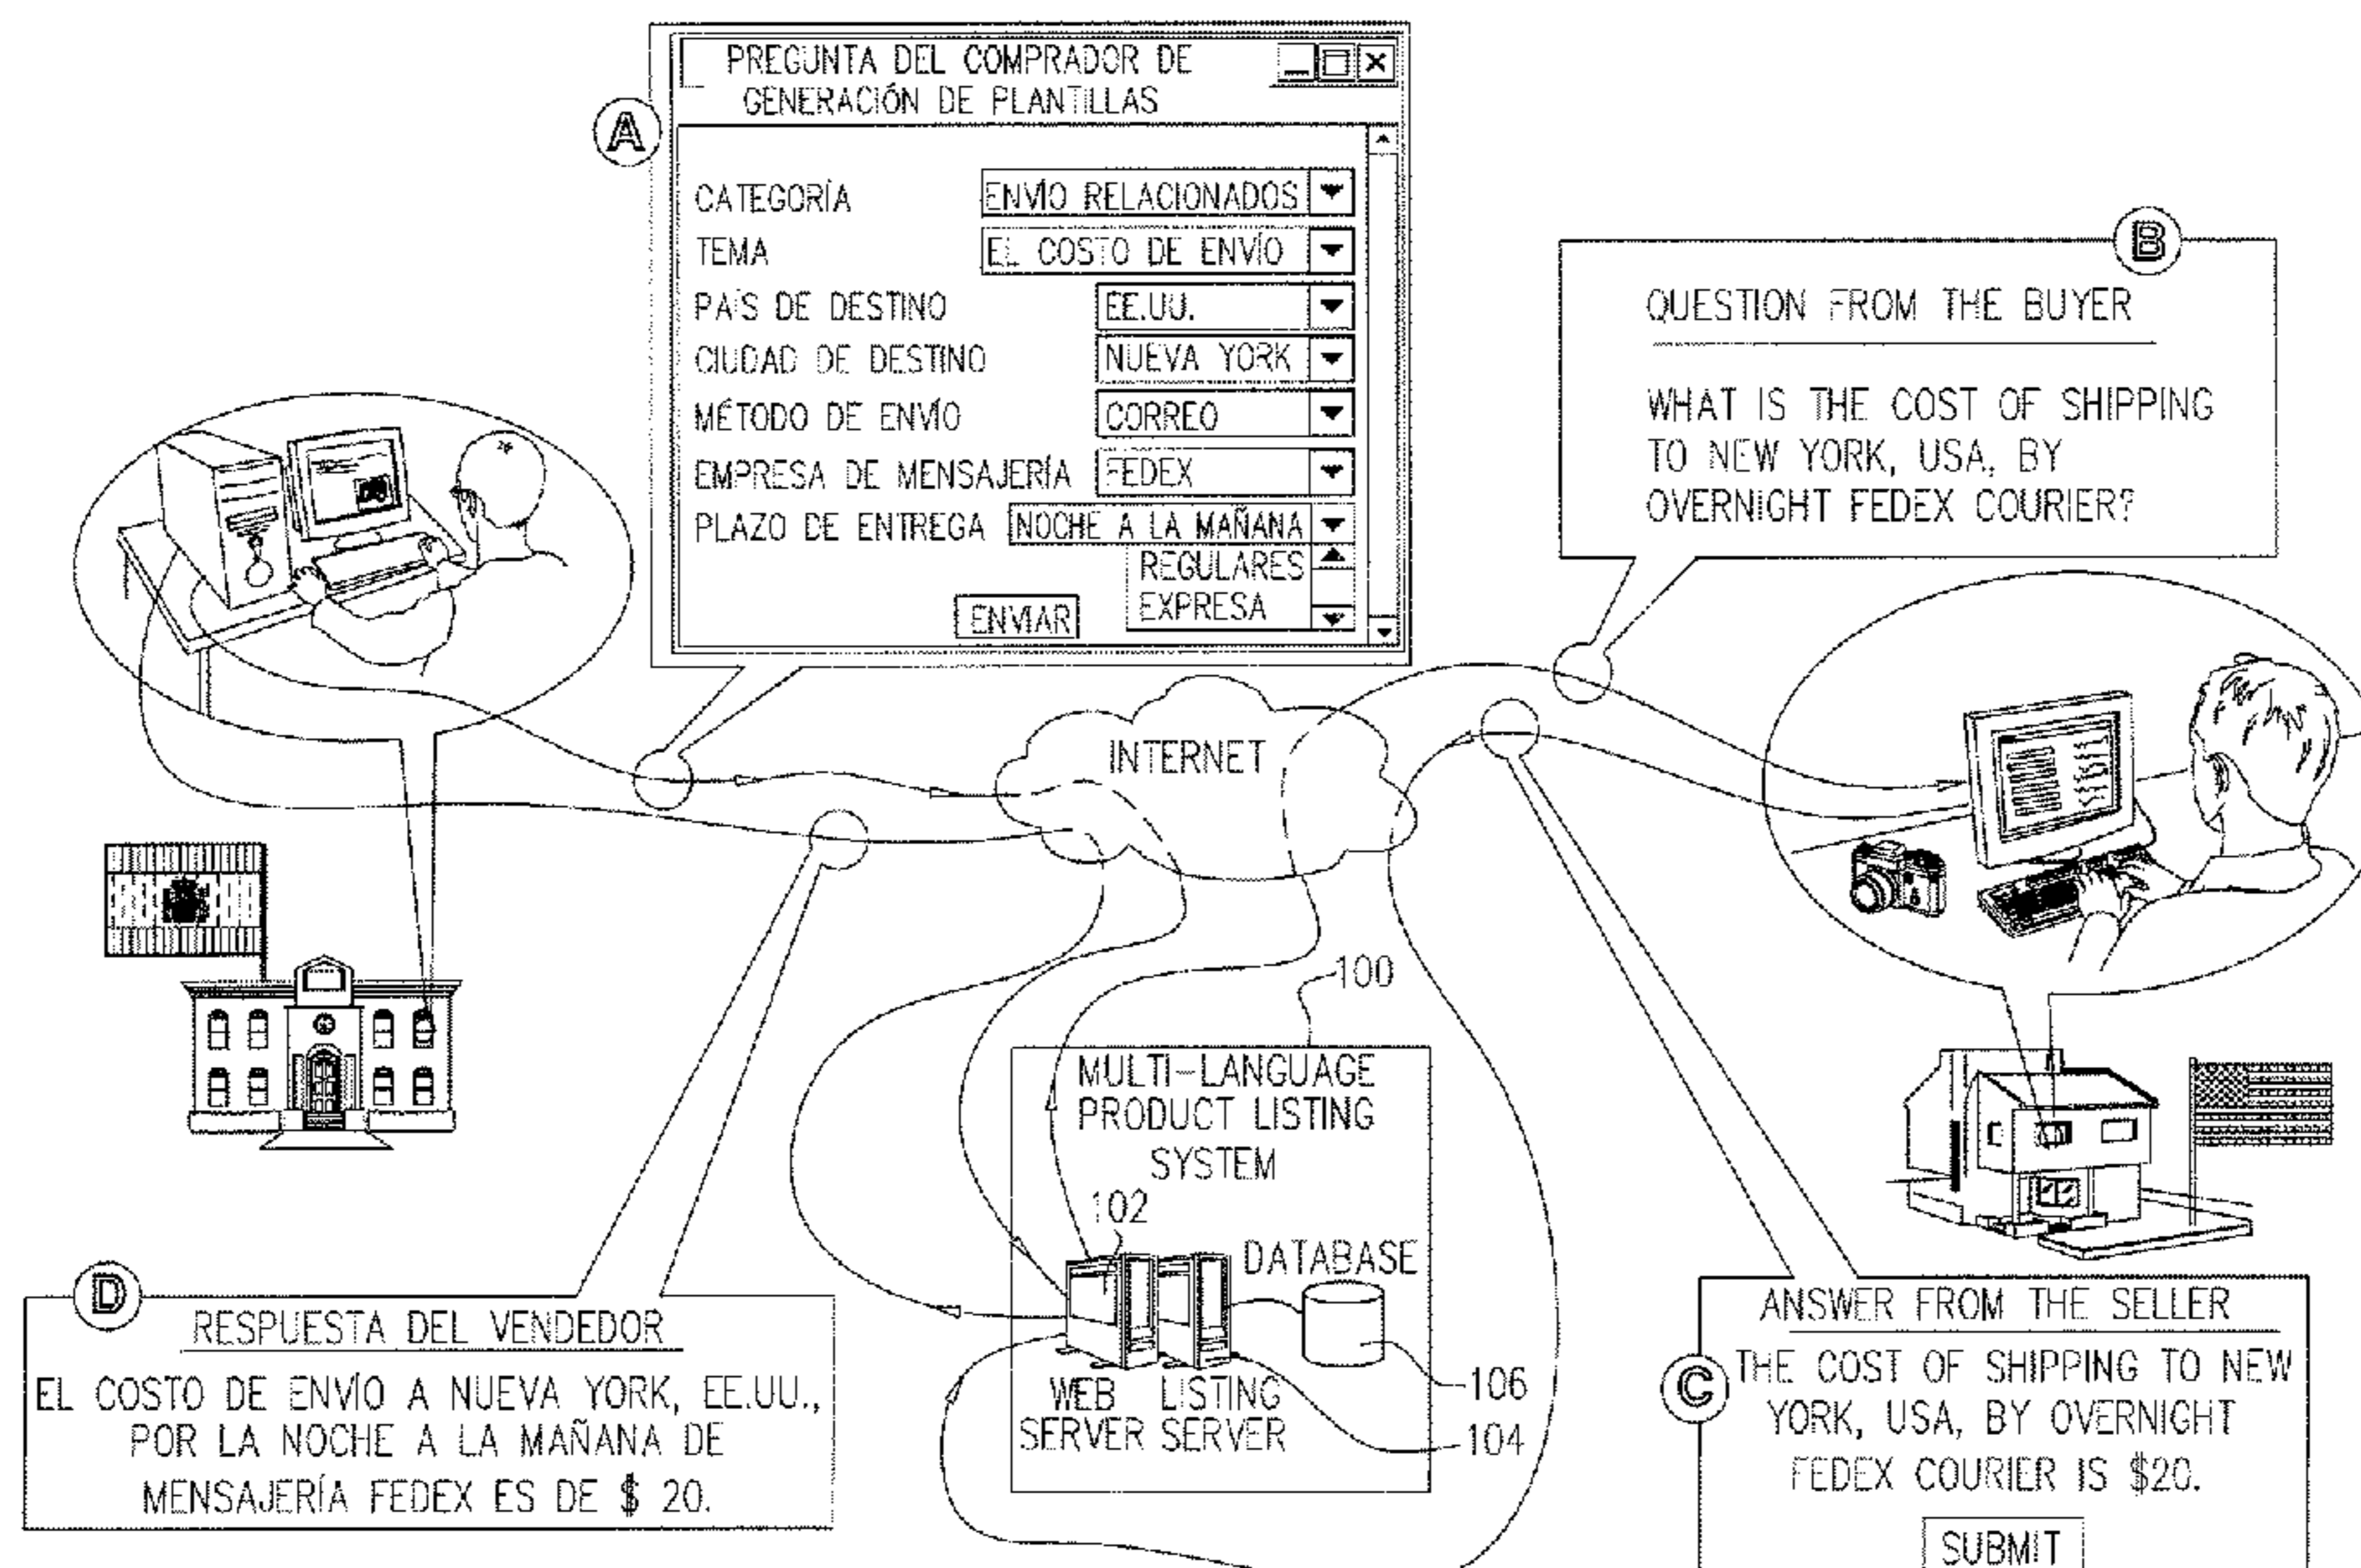 PREGUNTA DEL COMPRADOR DE
GENERACIÓN DE PLANTILLAS
A
CATEGORÍA ENVÍO RELACIONADOS
TEMA EL COSTO DE ENVÍO
PAÍS DE DESTINO EE.UU.
CIUDAD DE DESTINO NUEVA YORK
MÉTODO DE ENVÍO CORREO
EMPRESA DE MENSAJERÍA FEDEX
PLAZO DE ENTREGA NOCHE A LA MAÑANA
REGULARES
EXPRESA
ENVIAR
B
QUESTION FROM THE BUYER
WHAT IS THE COST OF SHIPPING
TO NEW YORK, USA, BY
OVERNIGHT FEDEX COURIER?
INTERNET
100
MULTI-LANGUAGE
PRODUCT LISTING
SYSTEM
102
DATABASE
WEB
SERVER
LISTING
SERVER
106
104
D
RESPUESTA DEL VENDEDOR
EL COSTO DE ENVÍO A NUEVA YORK, EE.UU.,
POR LA NOCHE A LA MAÑANA DE
MENSAJERÍA FEDEX ES DE $ 20.
ANSWER FROM THE SELLER
C
THE COST OF SHIPPING TO NEW
YORK, USA, BY OVERNIGHT
FEDEX COURIER IS $20.
SUBMIT